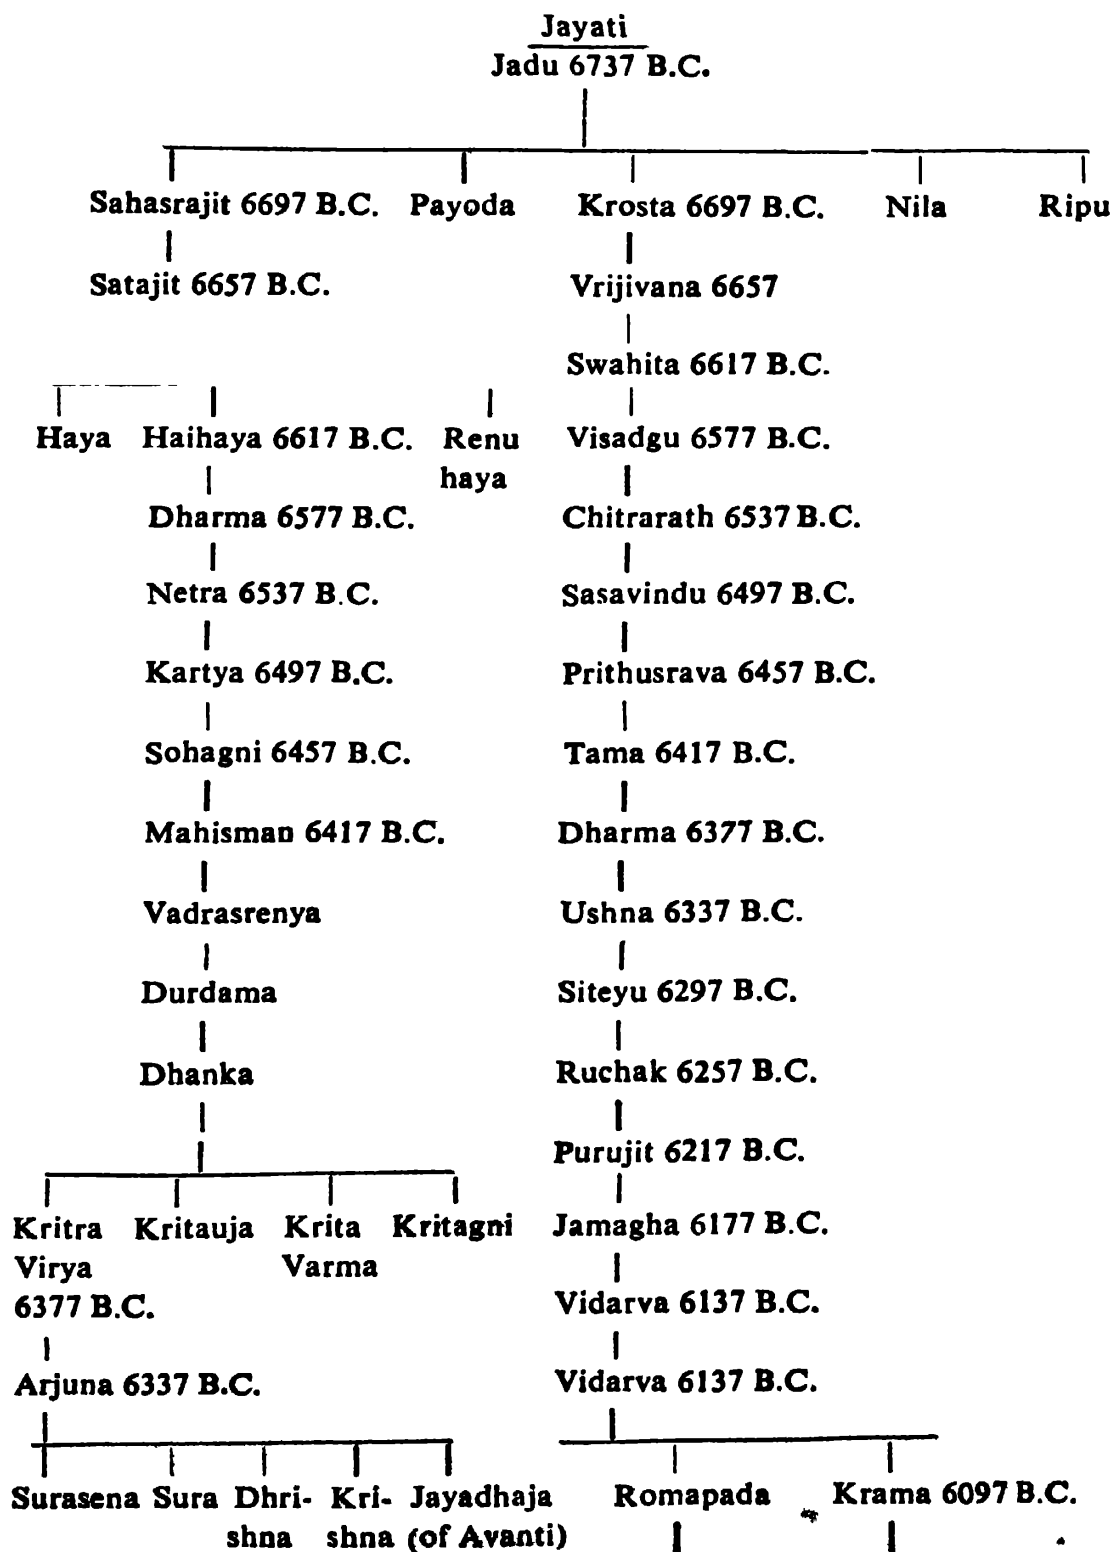 Jayati
Jadu 6737 B.C.
Sahasrajit 6697 B.C. Payoda Krosta 6697 B.C. Nila Ripu
Satajit 6657 B.C. Vrijivana 6657
Swahita 6617 B.C.
Haya Haihaya 6617 B.C. Renu Visadgu 6577 B.C.
haya
Dharma 6577 B.C. Chitrarath 6537 B.C.
Netra 6537 B.C. Sasavindu 6497 B.C.
Kartya 6497 B.C. Prithusrava 6457 B.C.
Sohagni 6457 B.C. Tama 6417 B.C.
Mahisman 6417 B.C. Dharma 6377 B.C.
Vadrasrenya Ushna 6337 B.C.
Durdama Siteyu 6297 B.C.
Dhanka Ruchak 6257 B.C.
Purujit 6217 B.C.
Kritra Kritauja Krita Kritagni Jamagha 6177 B.C.
Virya Varma
6377 B.C. Vidarva 6137 B.C.
Arjuna 6337 B.C. Vidarva 6137 B.C.
Surasena Sura Dhri- Kri- Jayadhaja Romapada Krama 6097 B.C.
shna shna (of Avanti)